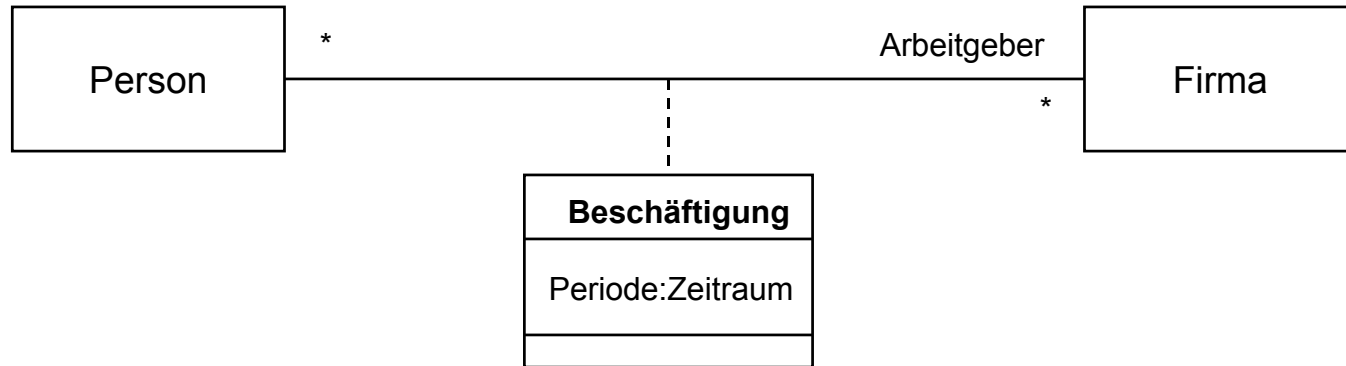 *
Arbeitgeber
Person
Firma
*
Beschäftigung
Periode:Zeitraum